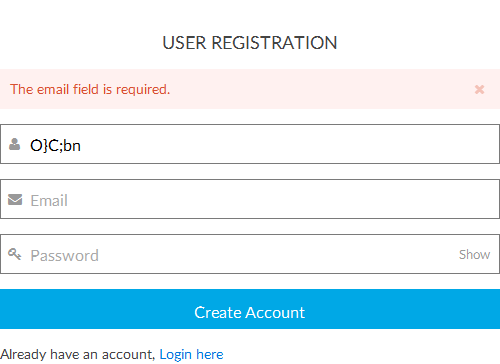 USER REGISTRATION
The email field is required.
O}C;bn
Email
Password Show
Create Account
Already have an account, Login here